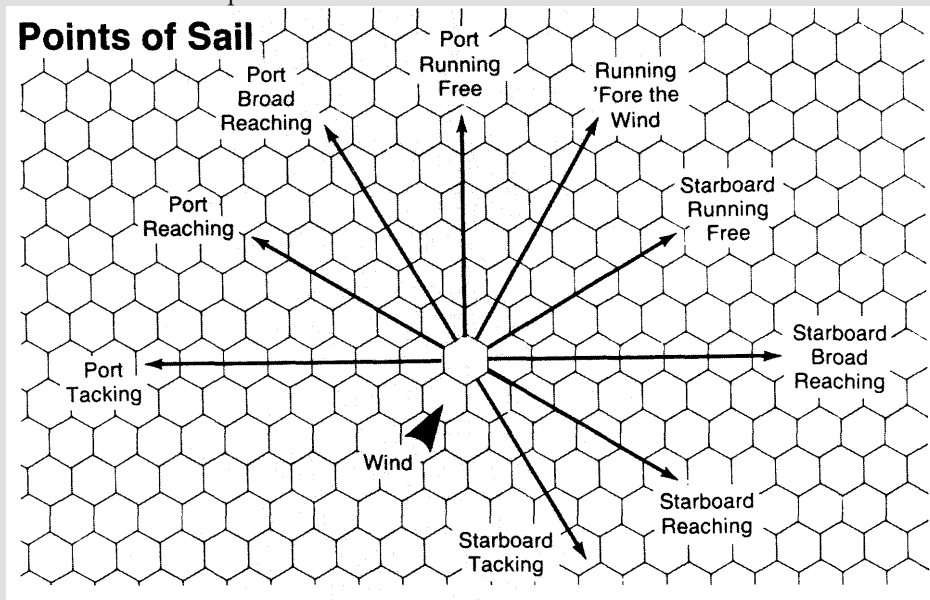 Points of Sail
Port
Running
Free
Port
Broad
Reaching
Running
'Fore the
Wind
Port
Reaching
Starboard
Running
Free
Port
Tacking
Starboard
Broad
Reaching
Wind
Starboard
Reaching
Starboard
Tacking